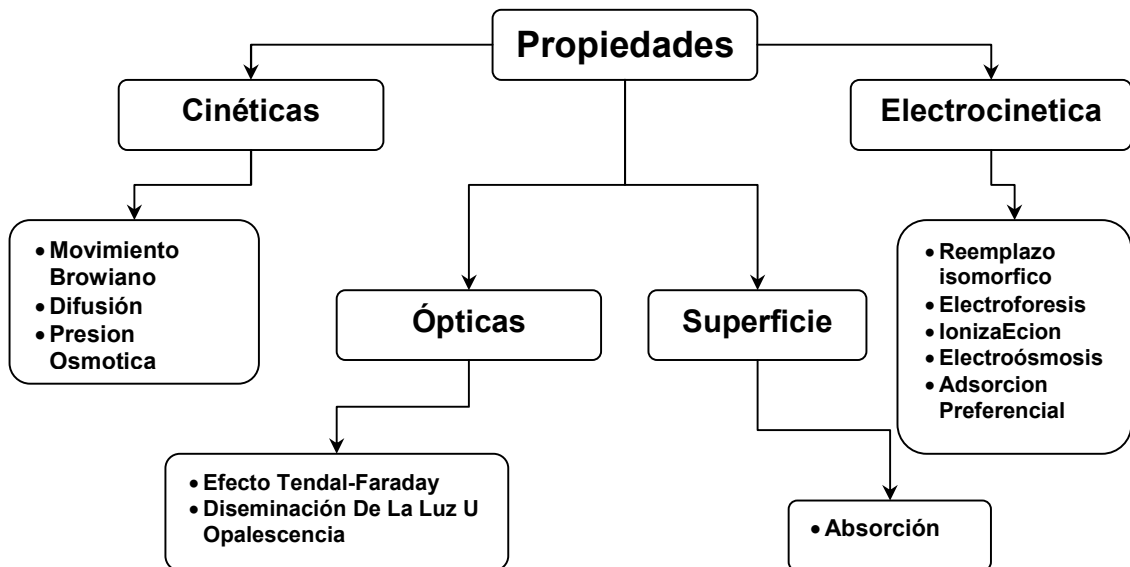 Propiedades
Cinéticas
Electrocinetica
• Movimiento
Browiano
• Difusión
• Presion
Osmotica
Ópticas
Superficie
• Reemplazo
isomorfico
• Electroforesis
• IonizaEcion
• Electroósmosis
• Adsorcion
Preferencial
• Efecto Tendal-Faraday
• Diseminación De La Luz U
Opalescencia
• Absorción